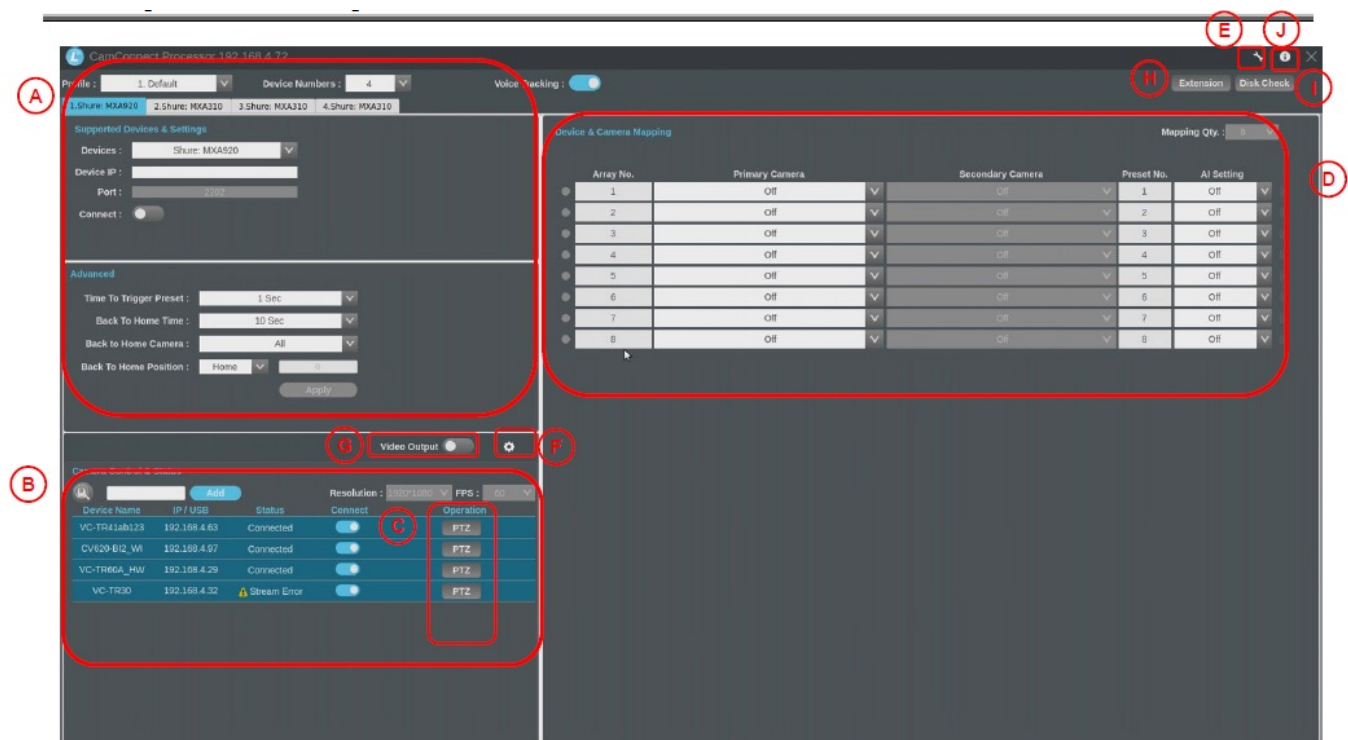 E J
CamConnect Processor 192.168.4.72
A Profile : 1. Default Device Numbers : 4 Voice Tracking : H Extension Disk Check I
1.Shure: MXA920 2.Shure: MXA310 3.Shure: MXA310 4.Shure: MXA310
Supported Devices & Settings
Devices : Shure: MXA920
Device IP :
Port : 2202
Connect :
Device & Camera Mapping Mapping Qty. : 8
D
Array No. Primary Camera Secondary Camera Preset No. AI Setting
1 Off Off 1 Off
2 Off Off 2 Off
3 Off Off 3 Off
4 Off Off 4 Off
5 Off Off 5 Off
6 Off Off 6 Off
7 Off Off 7 Off
8 Off Off 8 Off
Advanced
Time To Trigger Preset : 1 Sec
Back To Home Time : 10 Sec
Back to Home Camera : All
Back To Home Position : Home 0
Apply
G Video Output F
B Camera Control & Status
Add Resolution : 1920*1080 FPS : 60
Device Name IP / USB Status Connect C Operation
VC-TR41ab123 192.168.4.63 Connected PTZ
CV620-BI2_WI 192.168.4.97 Connected PTZ
VC-TR60A_HW 192.168.4.29 Connected PTZ
VC-TR30 192.168.4.32 Stream Error PTZ